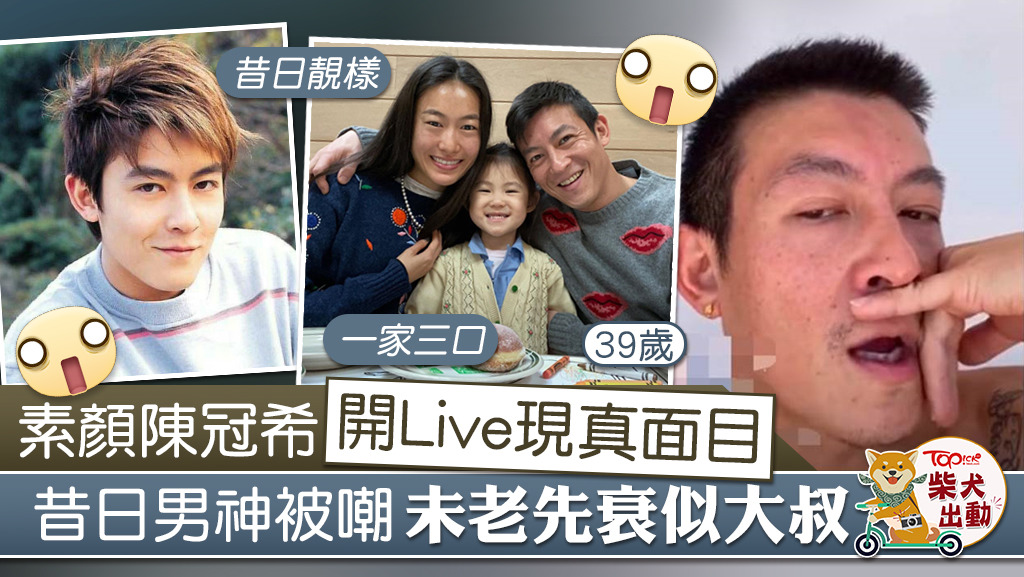 昔日靚樣
一家三口
39歲
素顏陳冠希 開Live現真面目
昔日男神被嘲 未老先衰似大叔
TOPick
柴犬
出動